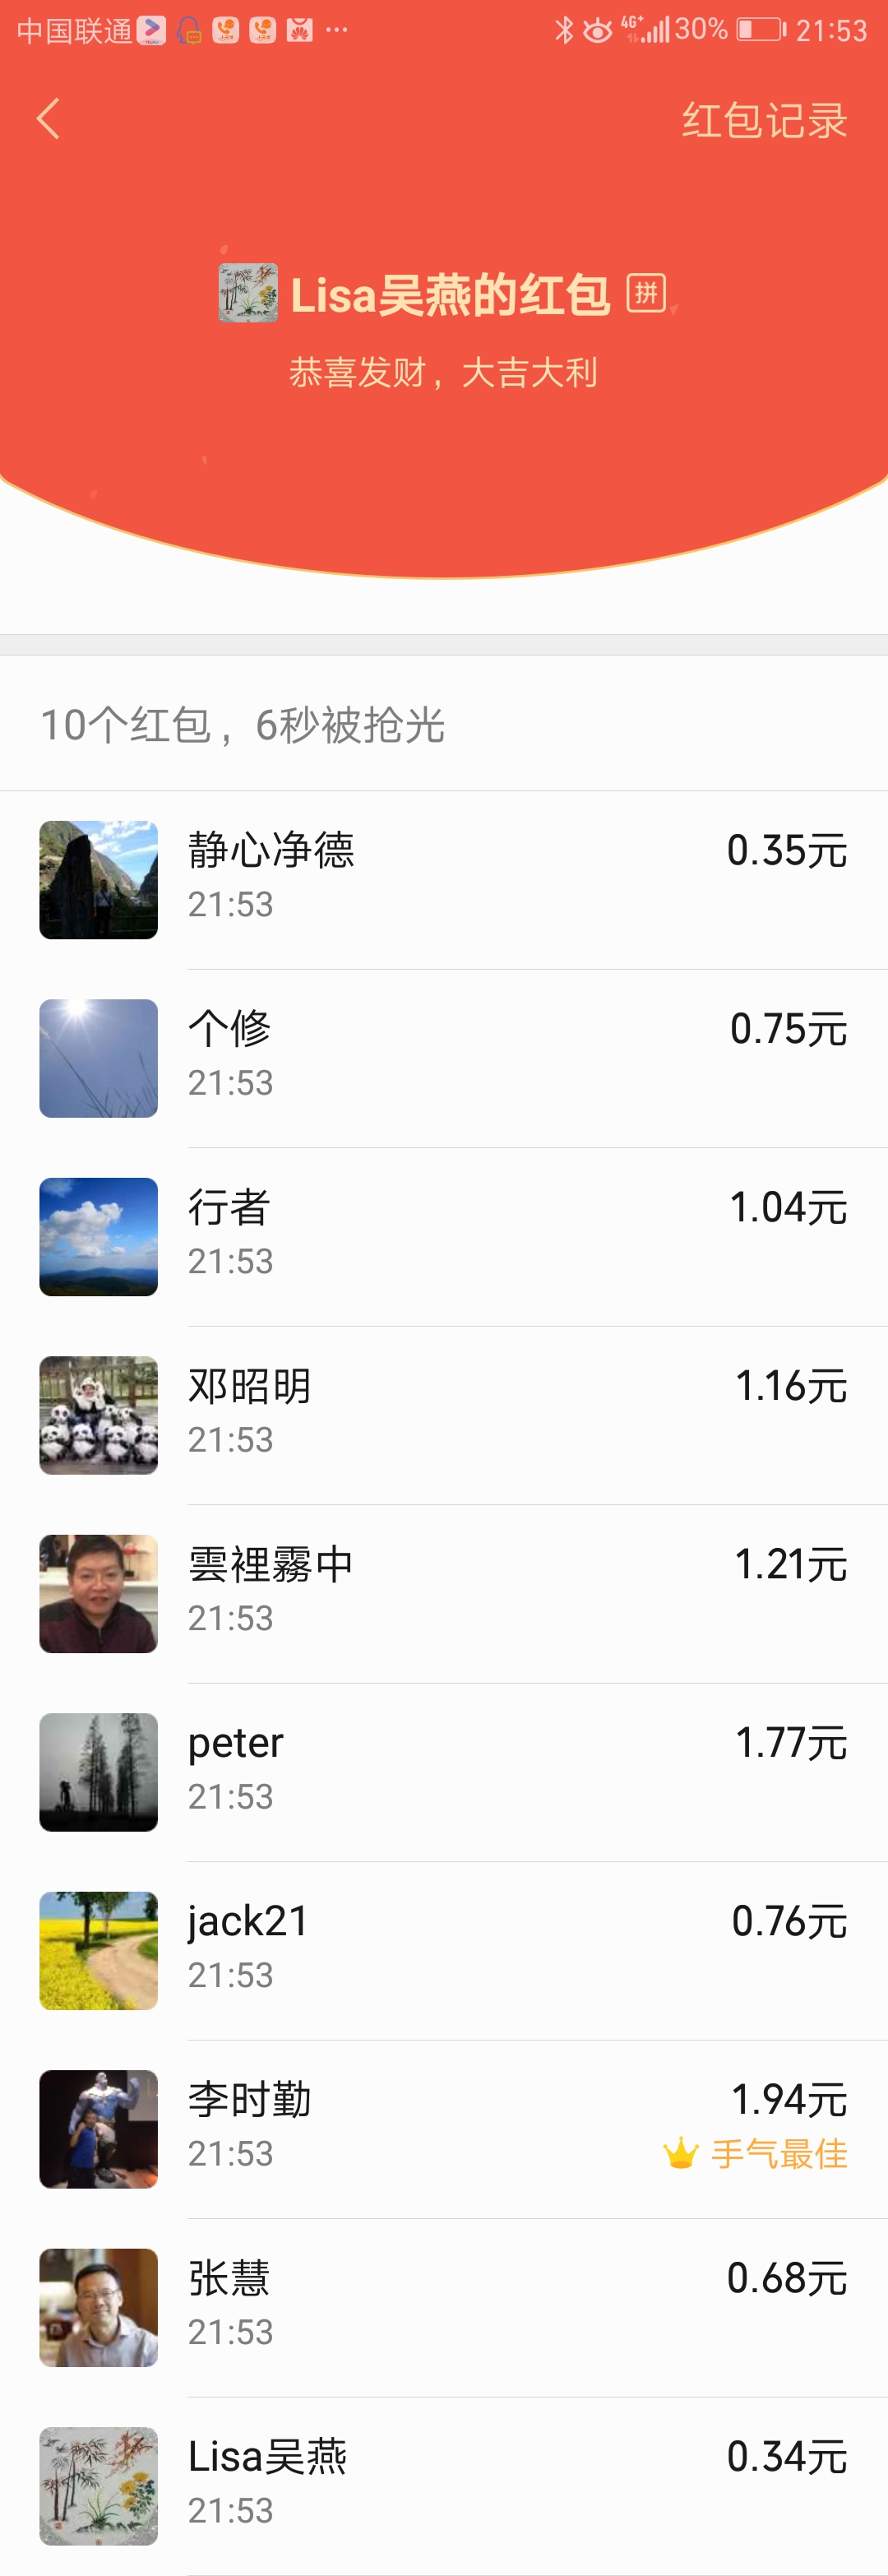 中国联通 ··· 4G+ 30% 21:53
红包记录
Lisa吴燕的红包 拼
恭喜发财，大吉大利
10个红包，6秒被抢光
静心净德 0.35元
21:53
个修 0.75元
21:53
行者 1.04元
21:53
邓昭明 1.16元
21:53
雲裡霧中 1.21元
21:53
peter 1.77元
21:53
jack21 0.76元
21:53
李时勤 1.94元
21:53 手气最佳
张慧 0.68元
21:53
Lisa吴燕 0.34元
21:53